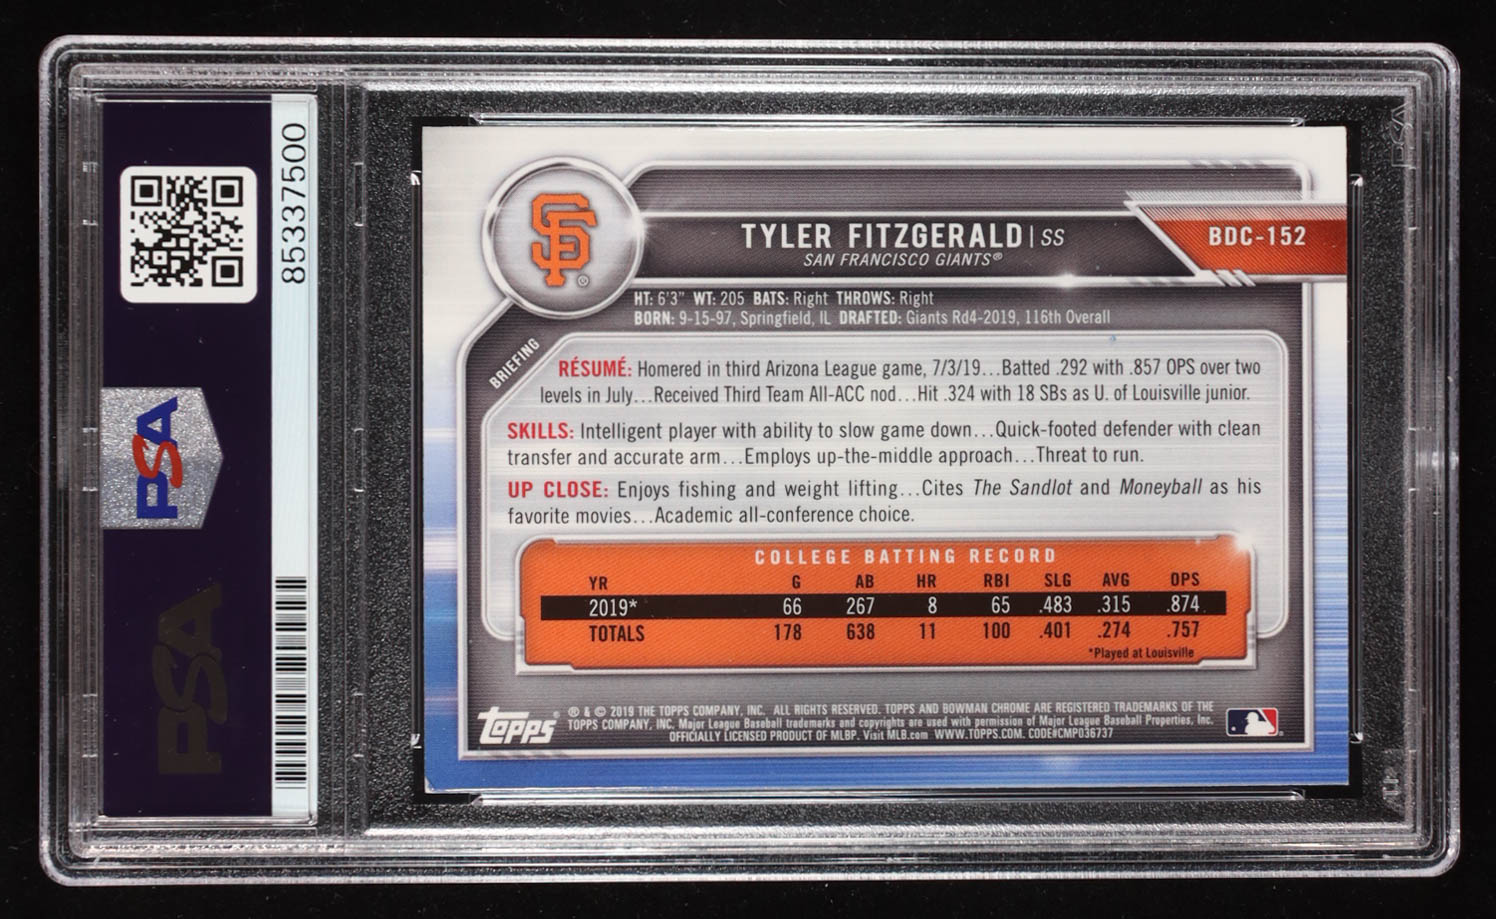 85337500
PSA
PSA
SF
TYLER FITZGERALD | SS
SAN FRANCISCO GIANTS®
BDC-152
HT: 6'3" WT: 205 BATS: Right THROWS: Right
BORN: 9-15-97, Springfield, IL DRAFTED: Giants Rd4-2019, 116th Overall
BRIEFING
RÉSUMÉ: Homered in third Arizona League game, 7/3/19...Batted .292 with .857 OPS over two
levels in July...Received Third Team All-ACC nod...Hit .324 with 18 SBs as U. of Louisville junior.
SKILLS: Intelligent player with ability to slow game down...Quick-footed defender with clean
transfer and accurate arm...Employs up-the-middle approach...Threat to run.
UP CLOSE: Enjoys fishing and weight lifting...Cites The Sandlot and Moneyball as his
favorite movies...Academic all-conference choice.
COLLEGE BATTING RECORD
YR G AB HR RBI SLG AVG OPS
2019* 66 267 8 65 .483 .315 .874
TOTALS 178 638 11 100 .401 .274 .757
*Played at Louisville
topps
® & © 2019 THE TOPPS COMPANY, INC. ALL RIGHTS RESERVED. TOPPS AND BOWMAN CHROME ARE REGISTERED TRADEMARKS OF THE
TOPPS COMPANY, INC. Major League Baseball trademarks and copyrights are used with permission of Major League Baseball Properties, Inc.
OFFICIALLY LICENSED PRODUCT OF MLBP. Visit MLB.com WWW.TOPPS.COM. CODE#CMP036737